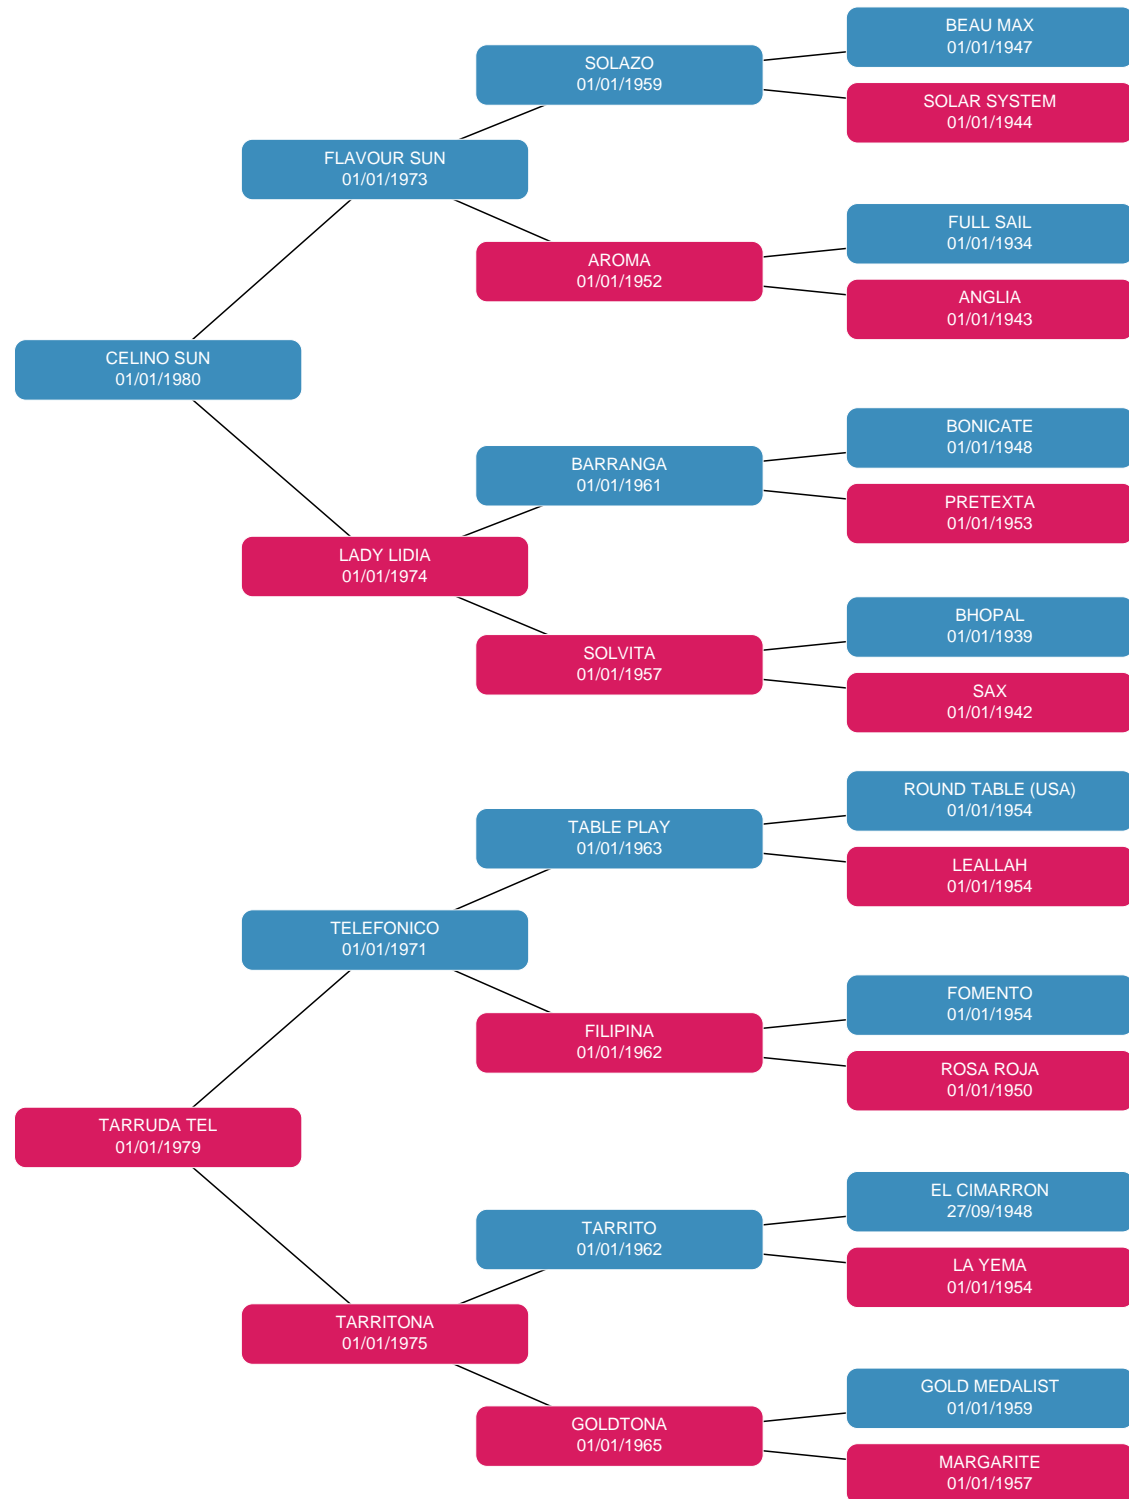 BEAU MAX
01/01/1947
SOLAZO
01/01/1959
SOLAR SYSTEM
01/01/1944
FLAVOUR SUN
01/01/1973
FULL SAIL
01/01/1934
AROMA
01/01/1952
ANGLIA
01/01/1943
CELINO SUN
01/01/1980
BONICATE
01/01/1948
BARRANGA
01/01/1961
PRETEXTA
01/01/1953
LADY LIDIA
01/01/1974
BHOPAL
01/01/1939
SOLVITA
01/01/1957
SAX
01/01/1942
ROUND TABLE (USA)
01/01/1954
TABLE PLAY
01/01/1963
LEALLAH
01/01/1954
TELEFONICO
01/01/1971
FOMENTO
01/01/1954
FILIPINA
01/01/1962
ROSA ROJA
01/01/1950
TARRUDA TEL
01/01/1979
EL CIMARRON
27/09/1948
TARRITO
01/01/1962
LA YEMA
01/01/1954
TARRITONA
01/01/1975
GOLD MEDALIST
01/01/1959
GOLDTONA
01/01/1965
MARGARITE
01/01/1957